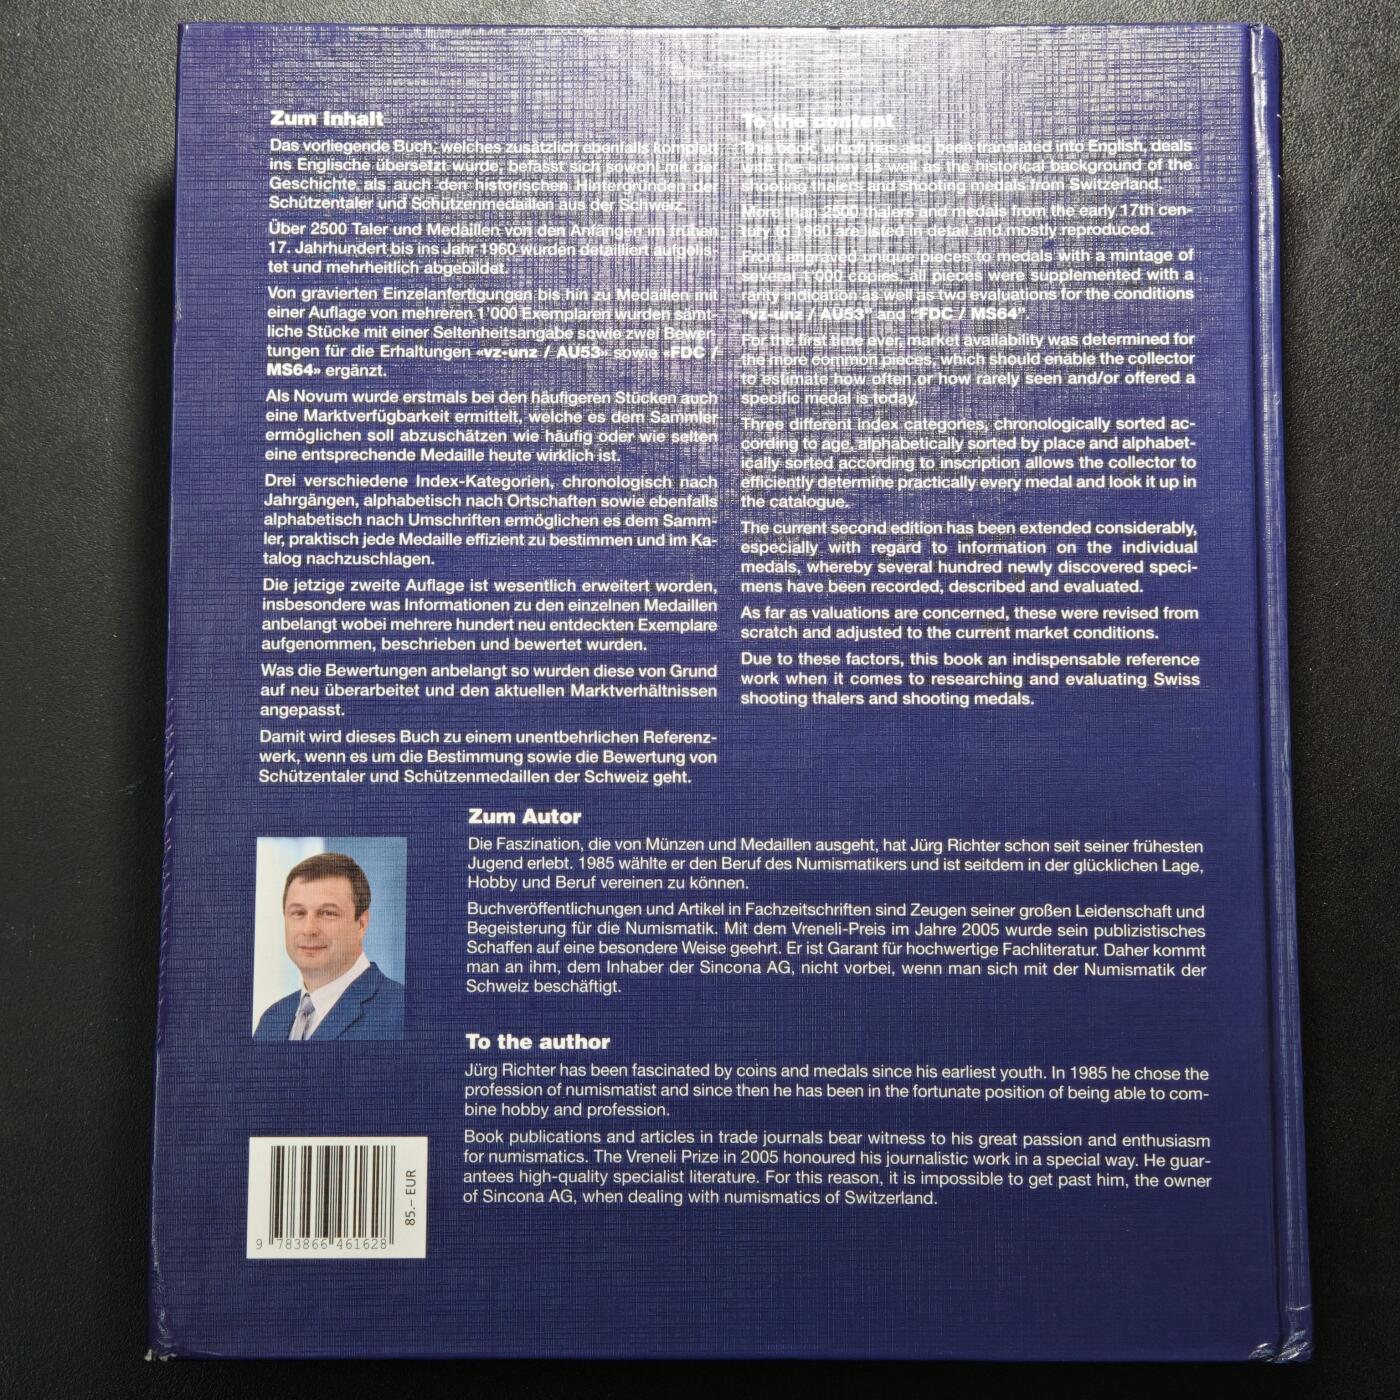 Zum Inhalt
Das vorliegende Buch, welches zusätzlich ebenfalls komplett
ins Englische übersetzt wurde, befasst sich sowohl mit der
Geschichte als auch den historischen Hintergründen der
Schützentaler und Schützenmedaillen aus der Schweiz.
Über 2500 Taler und Medaillen von den Anfängen im frühen
17. Jahrhundert bis ins Jahr 1960 wurden detailliert aufgelis-
tet und mehrheitlich abgebildet.
Von gravierten Einzelanfertigungen bis hin zu Medaillen mit
einer Auflage von mehreren 1'000 Exemplaren wurden sämt-
liche Stücke mit einer Seltenheitsangabe sowie zwei Bewer-
tungen für die Erhaltungen «vz-unz / AU53» sowie «FDC /
MS64» ergänzt.
Als Novum wurde erstmals bei den häufigeren Stücken auch
eine Marktverfügbarkeit ermittelt, welche es dem Sammler
ermöglichen soll abzuschätzen wie häufig oder wie selten
eine entsprechende Medaille heute wirklich ist.
Drei verschiedene Index-Kategorien, chronologisch nach
Jahrgängen, alphabetisch nach Ortschaften sowie ebenfalls
alphabetisch nach Umschriften ermöglichen es dem Samm-
ler, praktisch jede Medaille effizient zu bestimmen und im Ka-
talog nachzuschlagen.
Die jetzige zweite Auflage ist wesentlich erweitert worden,
insbesondere was Informationen zu den einzelnen Medaillen
anbelangt wobei mehrere hundert neu entdeckten Exemplare
aufgenommen, beschrieben und bewertet wurden.
Was die Bewertungen anbelangt so wurden diese von Grund
auf neu überarbeitet und den aktuellen Marktverhältnissen
angepasst.
Damit wird dieses Buch zu einem unentbehrlichen Referenz-
werk, wenn es um die Bestimmung sowie die Bewertung von
Schützentaler und Schützenmedaillen der Schweiz geht.
To the content
This book, which has also been translated into English, deals
with the history as well as the historical background of the
shooting thalers and shooting medals from Switzerland.
More than 2500 thalers and medals from the early 17th cen-
tury to 1960 are listed in detail and mostly reproduced.
From engraved unique pieces to medals with a mintage of
several 1'000 copies, all pieces were supplemented with a
rarity indication as well as two evaluations for the conditions
"vz-unz / AU53" and "FDC / MS64".
For the first time ever, market availability was determined for
the more common pieces, which should enable the collector
to estimate how often or how rarely seen and/or offered a
specific medal is today.
Three different index categories, chronologically sorted ac-
cording to age, alphabetically sorted by place and alphabet-
ically sorted according to inscription allows the collector to
efficiently determine practically every medal and look it up in
the catalogue.
The current second edition has been extended considerably,
especially with regard to information on the individual
medals, whereby several hundred newly discovered speci-
mens have been recorded, described and evaluated.
As far as valuations are concerned, these were revised from
scratch and adjusted to the current market conditions.
Due to these factors, this book an indispensable reference
work when it comes to researching and evaluating Swiss
shooting thalers and shooting medals.
Zum Autor
Die Faszination, die von Münzen und Medaillen ausgeht, hat Jürg Richter schon seit seiner frühesten
Jugend erlebt. 1985 wählte er den Beruf des Numismatikers und ist seitdem in der glücklichen Lage,
Hobby und Beruf vereinen zu können.
Buchveröffentlichungen und Artikel in Fachzeitschriften sind Zeugen seiner großen Leidenschaft und
Begeisterung für die Numismatik. Mit dem Vreneli-Preis im Jahre 2005 wurde sein publizistisches
Schaffen auf eine besondere Weise geehrt. Er ist Garant für hochwertige Fachliteratur. Daher kommt
man an ihm, dem Inhaber der Sincona AG, nicht vorbei, wenn man sich mit der Numismatik der
Schweiz beschäftigt.
To the author
Jürg Richter has been fascinated by coins and medals since his earliest youth. In 1985 he chose the
profession of numismatist and since then he has been in the fortunate position of being able to com-
bine hobby and profession.
Book publications and articles in trade journals bear witness to his great passion and enthusiasm
for numismatics. The Vreneli Prize in 2005 honoured his journalistic work in a special way. He guar-
antees high-quality specialist literature. For this reason, it is impossible to get past him, the owner
of Sincona AG, when dealing with numismatics of Switzerland.
85.– EUR
9 783866 461628